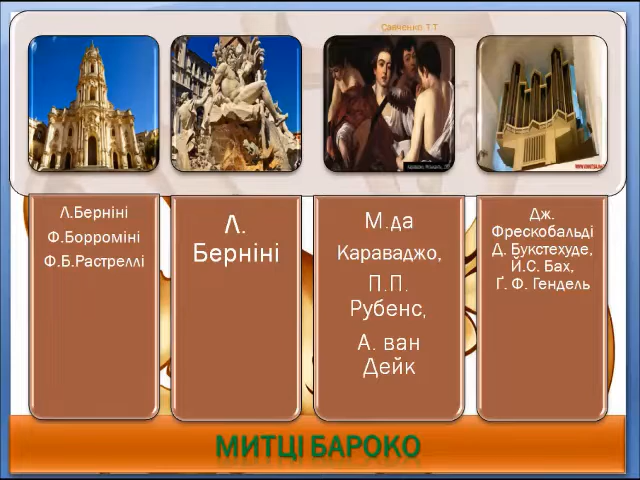 Савченко Т.Т
Л.Берніні
Ф.Борроміні
Ф.Б.Растреллі
Л.
Берніні
М.да
Караваджо,
П.П.
Рубенс,
А. ван
Дейк
Дж.
Фрескобальді
Д. Букстехуде,
Й.С. Бах,
Ґ. Ф. Гендель
МИТЦІ БАРОКО